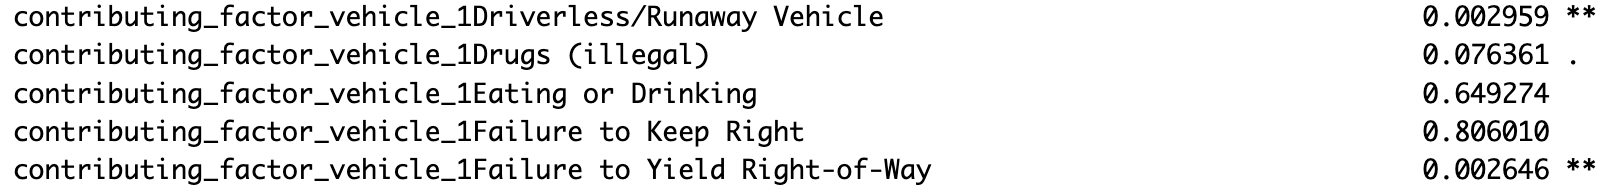 contributing_factor_vehicle_1Driverless/Runaway Vehicle 0.002959 **
contributing_factor_vehicle_1Drugs (illegal) 0.076361 .
contributing_factor_vehicle_1Eating or Drinking 0.649274
contributing_factor_vehicle_1Failure to Keep Right 0.806010
contributing_factor_vehicle_1Failure to Yield Right-of-Way 0.002646 **